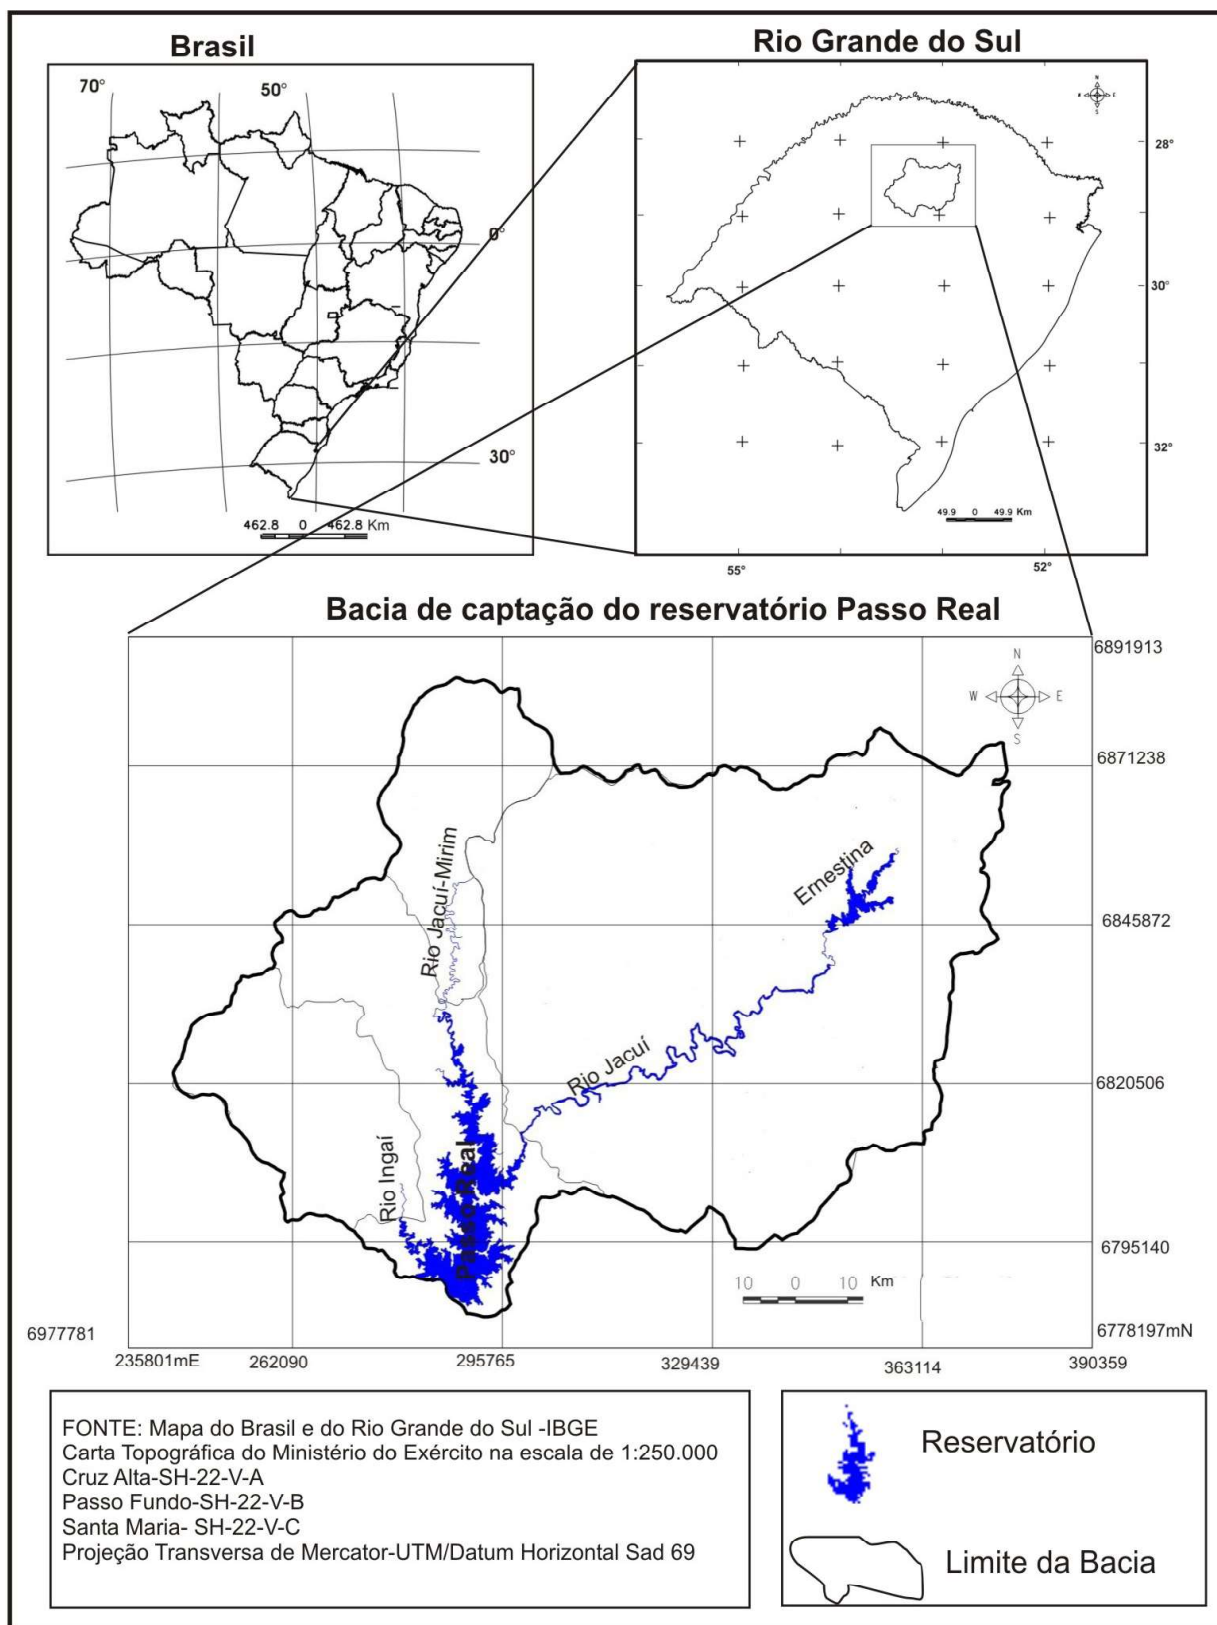 Brasil
70°
50°
0°
30°
462.8 0 462.8 Km
Rio Grande do Sul
N
W E
S
28°
30°
32°
49.9 0 49.9 Km
55°
52°
Bacia de captação do reservatório Passo Real
6891913
N
W E
S
6871238
Rio Jacuí-Mirim
Ernestina
6845872
Rio Jacuí
6820506
Rio Ingaí
Passo Real
6795140
10 0 10 Km
6977781
6778197mN
235801mE
262090
295765
329439
363114
390359
FONTE: Mapa do Brasil e do Rio Grande do Sul -IBGE
Carta Topográfica do Ministério do Exército na escala de 1:250.000
Cruz Alta-SH-22-V-A
Passo Fundo-SH-22-V-B
Santa Maria- SH-22-V-C
Projeção Transversa de Mercator-UTM/Datum Horizontal Sad 69
Reservatório
Limite da Bacia